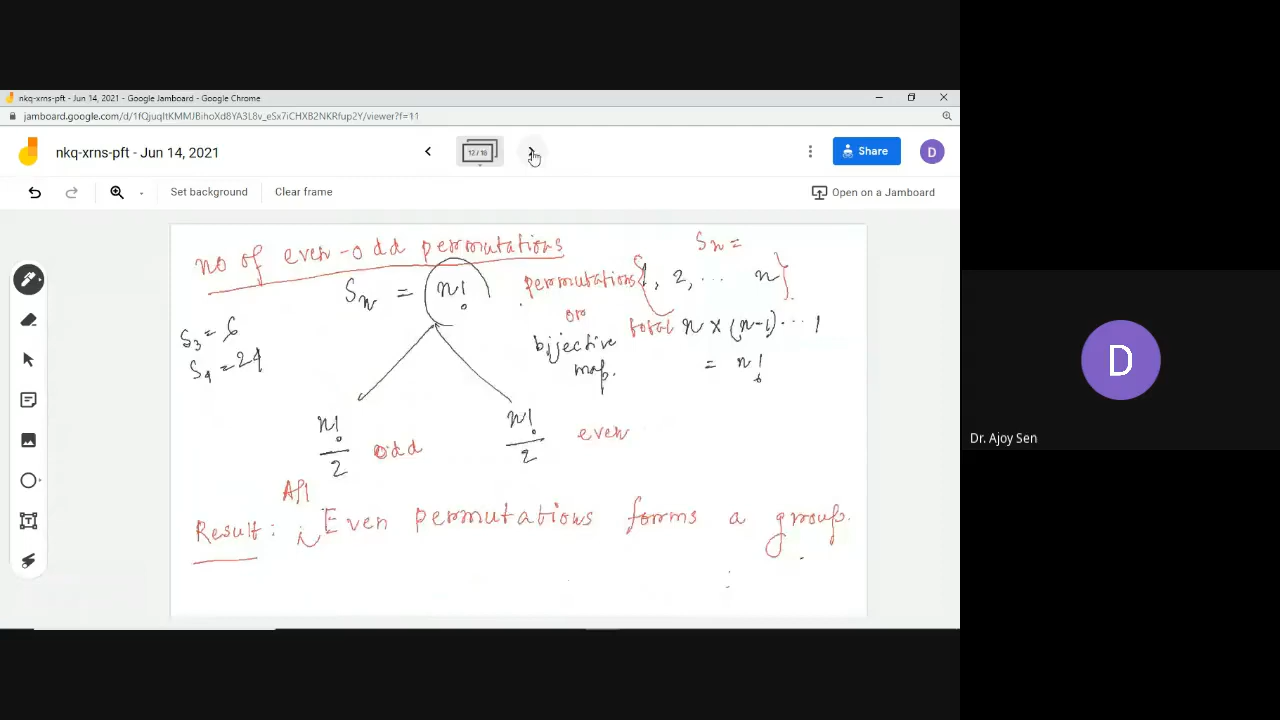 nkq-xrns-pft - Jun 14, 2021 - Google Jamboard - Google Chrome
jamboard.google.com/d/1fQjuqItKMMJBihoXd8YA3L8v_eSx7iCHXB2NKRfup2Y/viewer?f=11
nkq-xrns-pft - Jun 14, 2021
12 / 16
Share
D
Set background
Clear frame
Open on a Jamboard
no of even-odd permutations
Sn =
Sn = n!
permutations {1, 2, ... n}
or
bijective
map.
total n x (n-1) ... 1
= n!
S3 = 6
S4 = 24
n!/2 odd
n!/2 even
All
Result: Even permutations forms a group.
D
Dr. Ajoy Sen